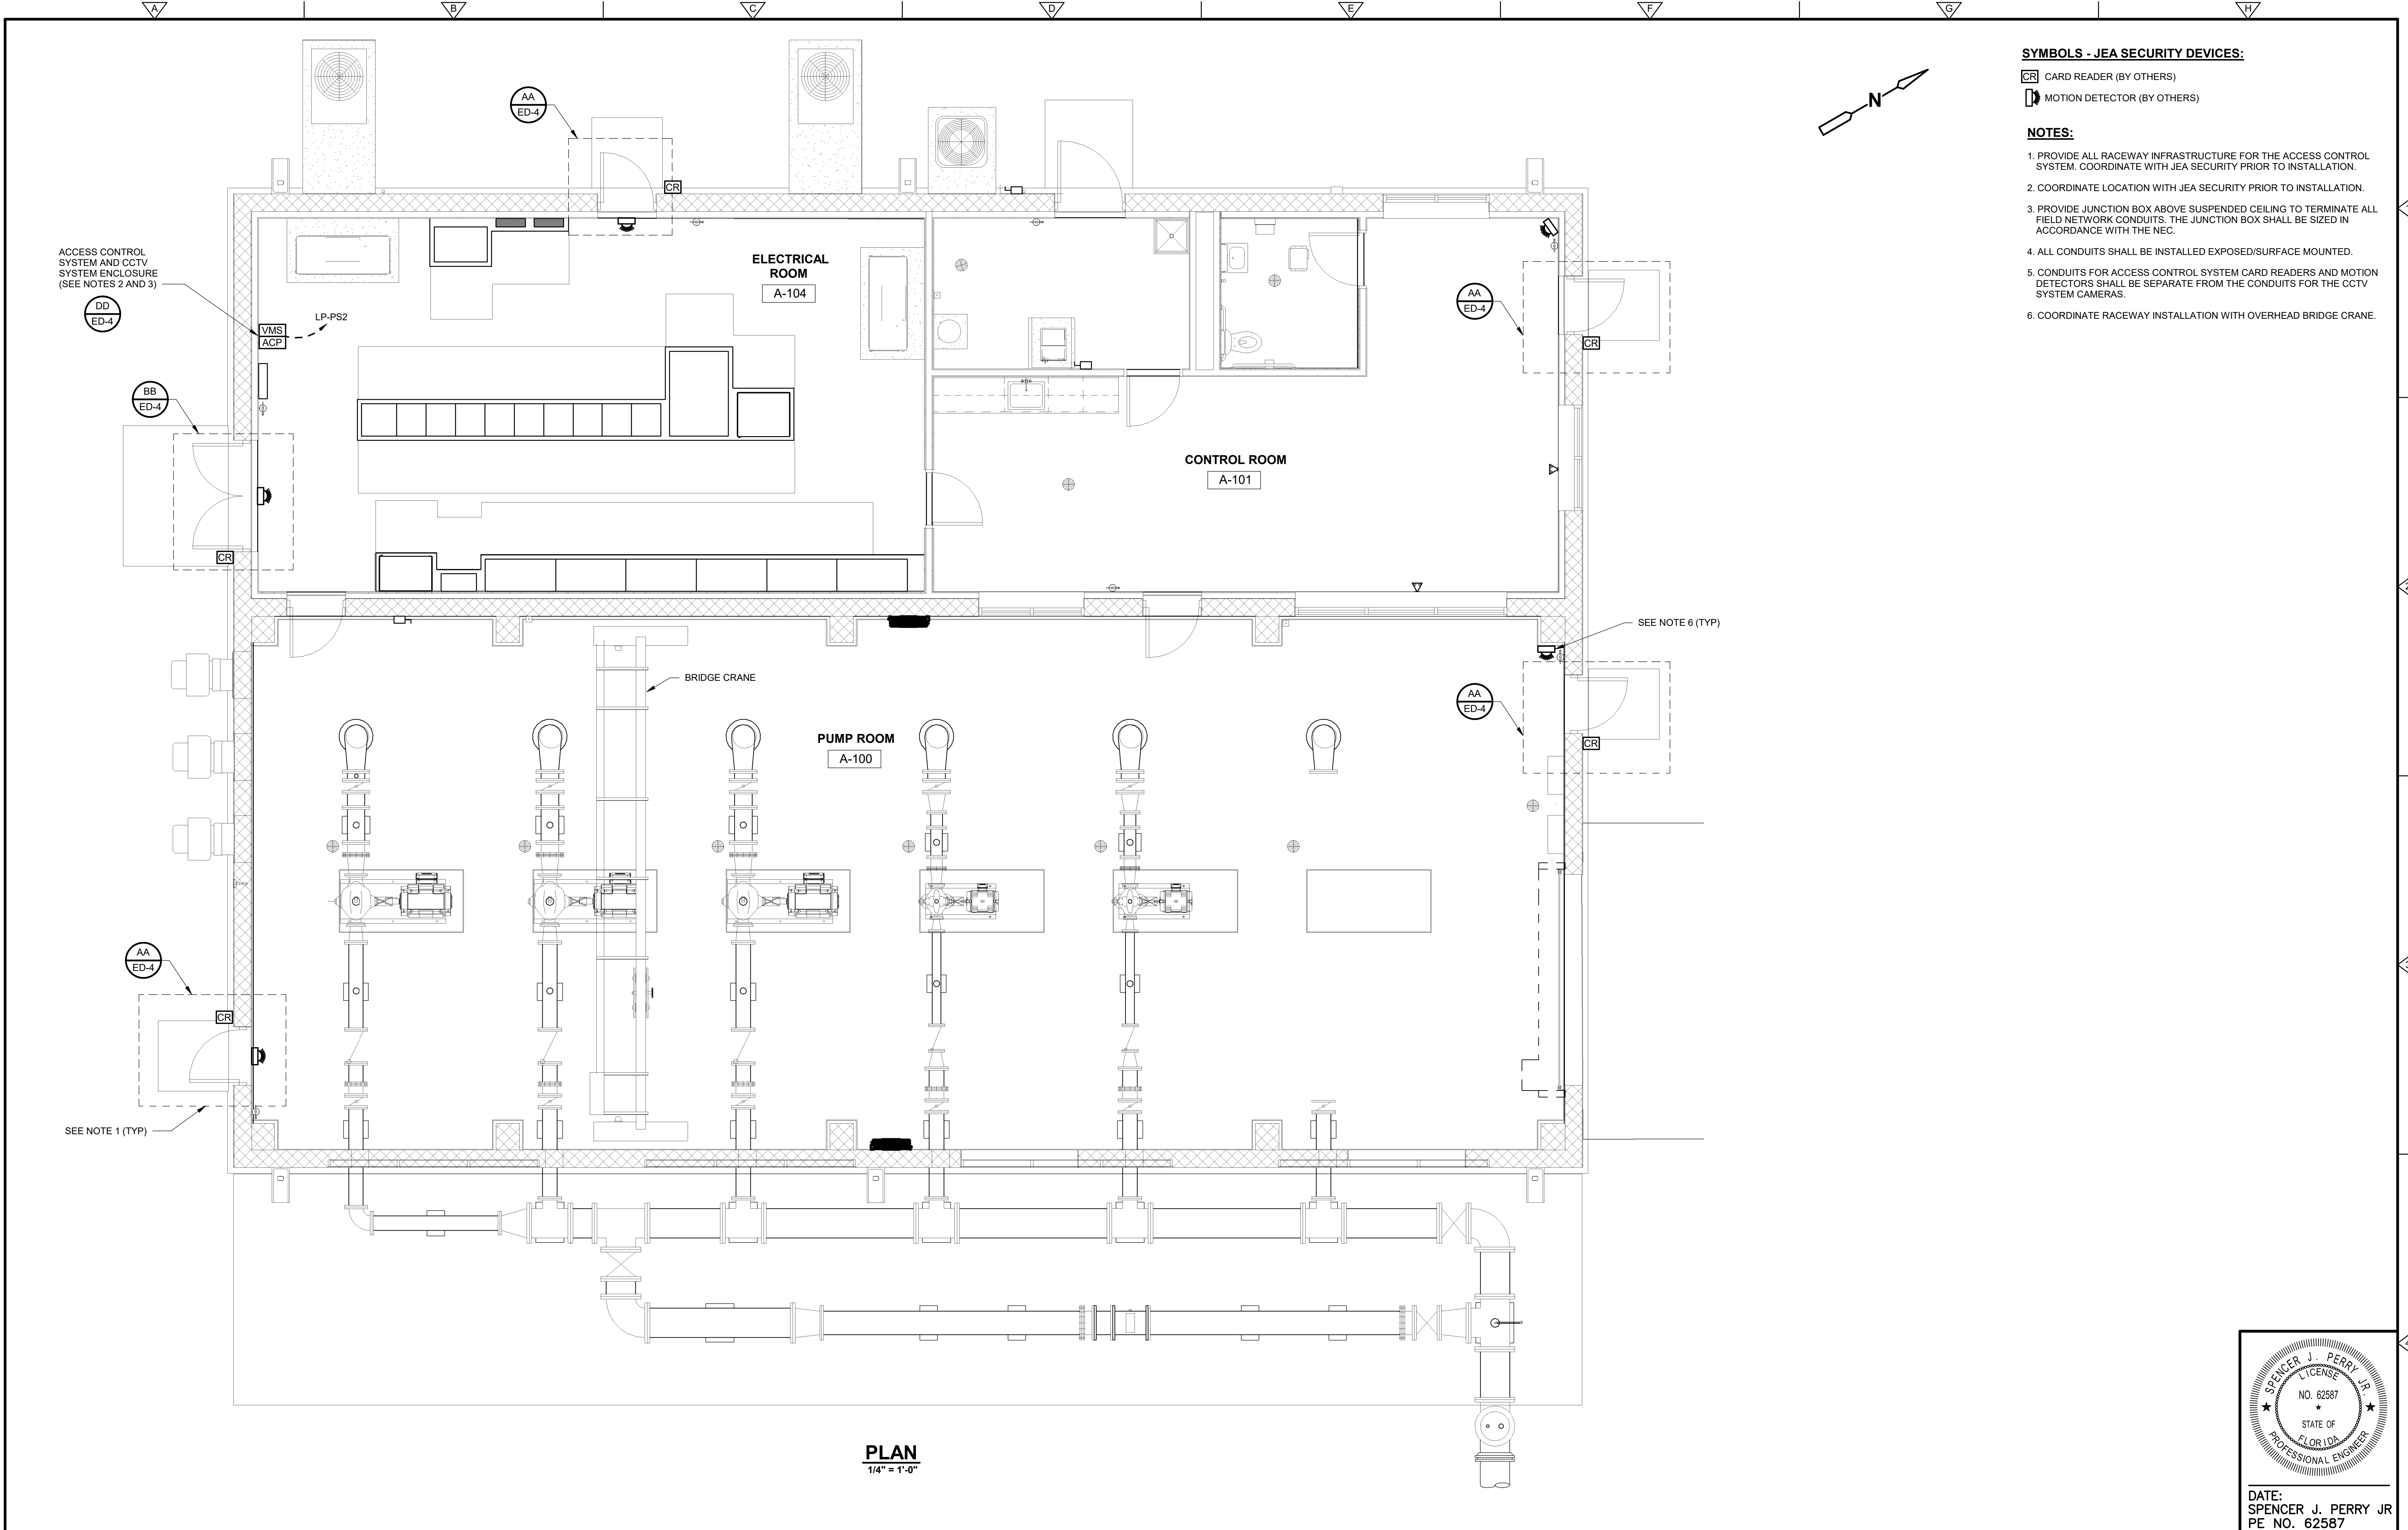 A
B
C
D
E
F
G
H
SYMBOLS - JEA SECURITY DEVICES:
CR CARD READER (BY OTHERS)
MOTION DETECTOR (BY OTHERS)
NOTES:
1. PROVIDE ALL RACEWAY INFRASTRUCTURE FOR THE ACCESS CONTROL
SYSTEM. COORDINATE WITH JEA SECURITY PRIOR TO INSTALLATION.
2. COORDINATE LOCATION WITH JEA SECURITY PRIOR TO INSTALLATION.
3. PROVIDE JUNCTION BOX ABOVE SUSPENDED CEILING TO TERMINATE ALL
FIELD NETWORK CONDUITS. THE JUNCTION BOX SHALL BE SIZED IN
ACCORDANCE WITH THE NEC.
4. ALL CONDUITS SHALL BE INSTALLED EXPOSED/SURFACE MOUNTED.
5. CONDUITS FOR ACCESS CONTROL SYSTEM CARD READERS AND MOTION
DETECTORS SHALL BE SEPARATE FROM THE CONDUITS FOR THE CCTV
SYSTEM CAMERAS.
6. COORDINATE RACEWAY INSTALLATION WITH OVERHEAD BRIDGE CRANE.
N
AA
ED-4
CR
ACCESS CONTROL
SYSTEM AND CCTV
SYSTEM ENCLOSURE
(SEE NOTES 2 AND 3)
DD
ED-4
VMS
ACP
LP-PS2
ELECTRICAL
ROOM
A-104
AA
ED-4
CR
BB
ED-4
CR
CONTROL ROOM
A-101
SEE NOTE 6 (TYP)
BRIDGE CRANE
AA
ED-4
CR
PUMP ROOM
A-100
AA
ED-4
CR
SEE NOTE 1 (TYP)
PLAN
1/4" = 1'-0"
SPENCER J. PERRY JR.
LICENSE
NO. 62587
STATE OF
FLORIDA
PROFESSIONAL ENGINEER
DATE:
SPENCER J. PERRY JR
PE NO. 62587